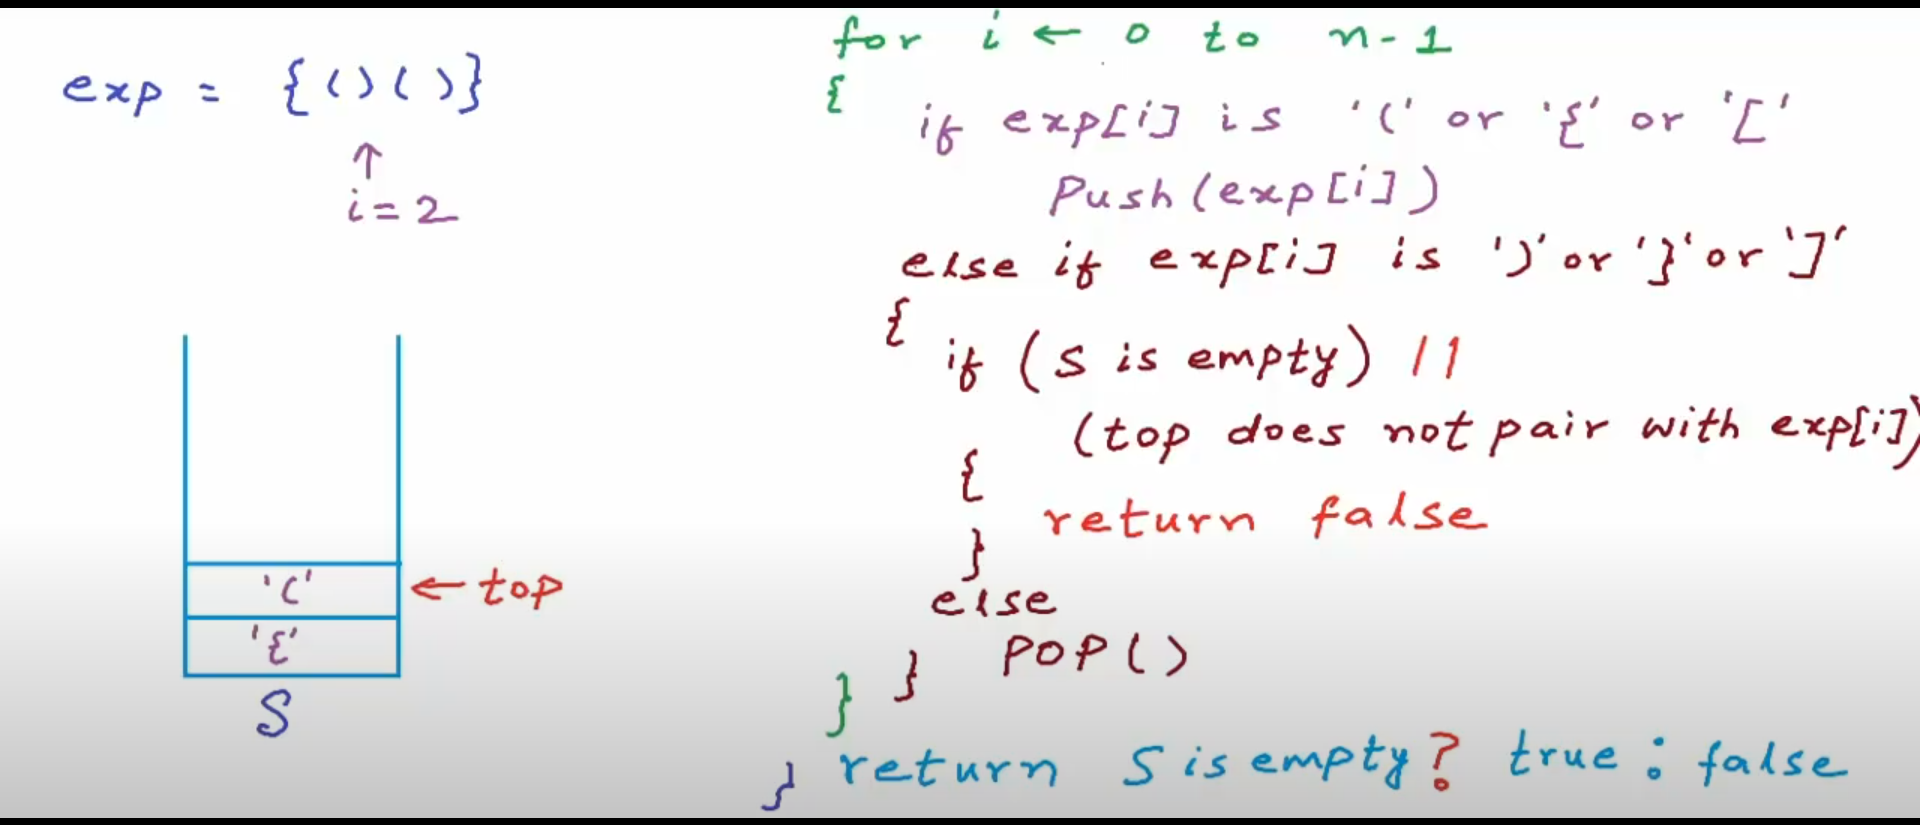 exp = {()()}
↑
i=2
'('
← top
'{'
S
for i ← 0 to n-1
{
if exp[i] is '(' or '{' or '['
Push(exp[i])
else if exp[i] is ')' or '}' or ']'
{
if (S is empty) ||
(top does not pair with exp[i])
{
return false
}
else
POP()
}
}
return S is empty? true : false
}